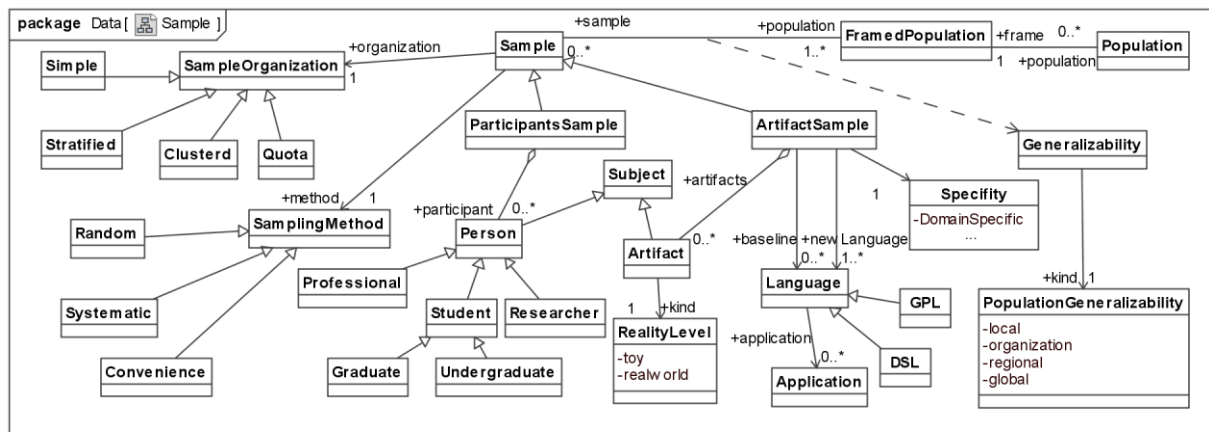 package Data [ Sample ]
+sample
+population
FramedPopulation
+frame
0..*
Population
1..*
1
+population
+organization
Sample
0..*
Simple
SampleOrganization
1
Stratified
Clusterd
Quota
ParticipantsSample
ArtifactSample
Generalizability
Subject
+artifacts
+method
1
SamplingMethod
+participant
0..*
Person
1
Specifity
-DomainSpecific
...
Random
Artifact
0..*
+baseline
+new Language
0..*
1..*
Professional
Language
+kind
1
Systematic
Student
Researcher
1
+kind
GPL
PopulationGeneralizability
-local
-organization
-regional
-global
RealityLevel
-toy
-realworld
+application
0..*
DSL
Convenience
Graduate
Undergraduate
Application